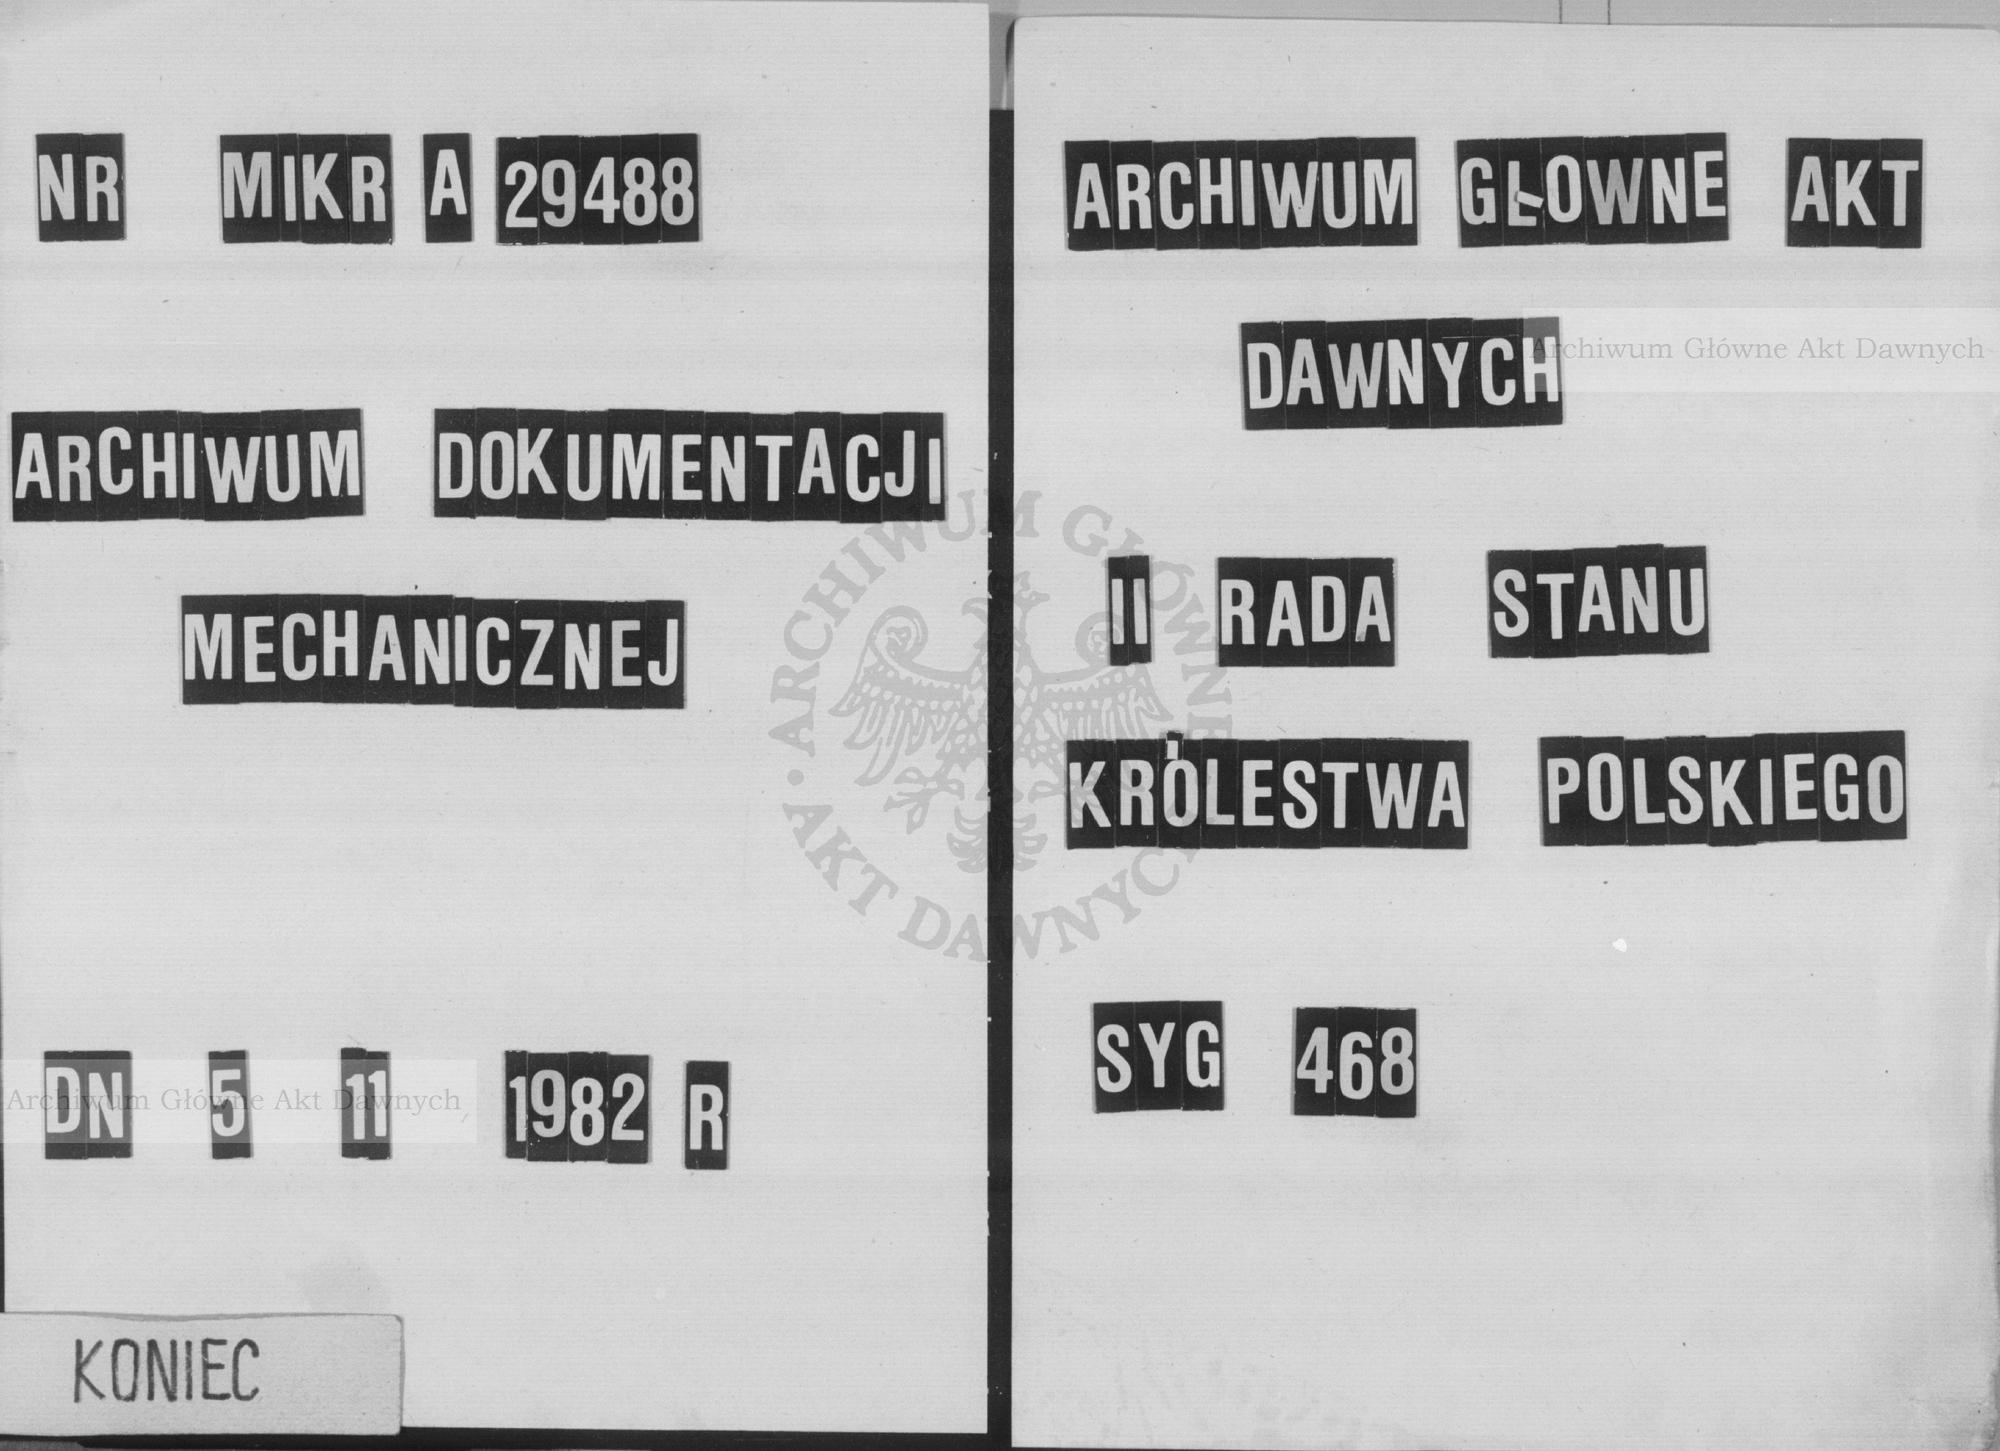 NR MIKR A 29488
ARCHIWUM DOKUMENTACJI
MECHANICZNEJ
DN 5 11 1982 R
KONIEC
ARCHIWUM GŁOWNE AKT
DAWNYCH
II RADA STANU
KRÓLESTWA POLSKIEGO
SYG 468
Archiwum Główne Akt Dawnych
Archiwum Główne Akt Dawnych
ARCHIWUM GŁÓWNE · AKT DAWNYCH ·